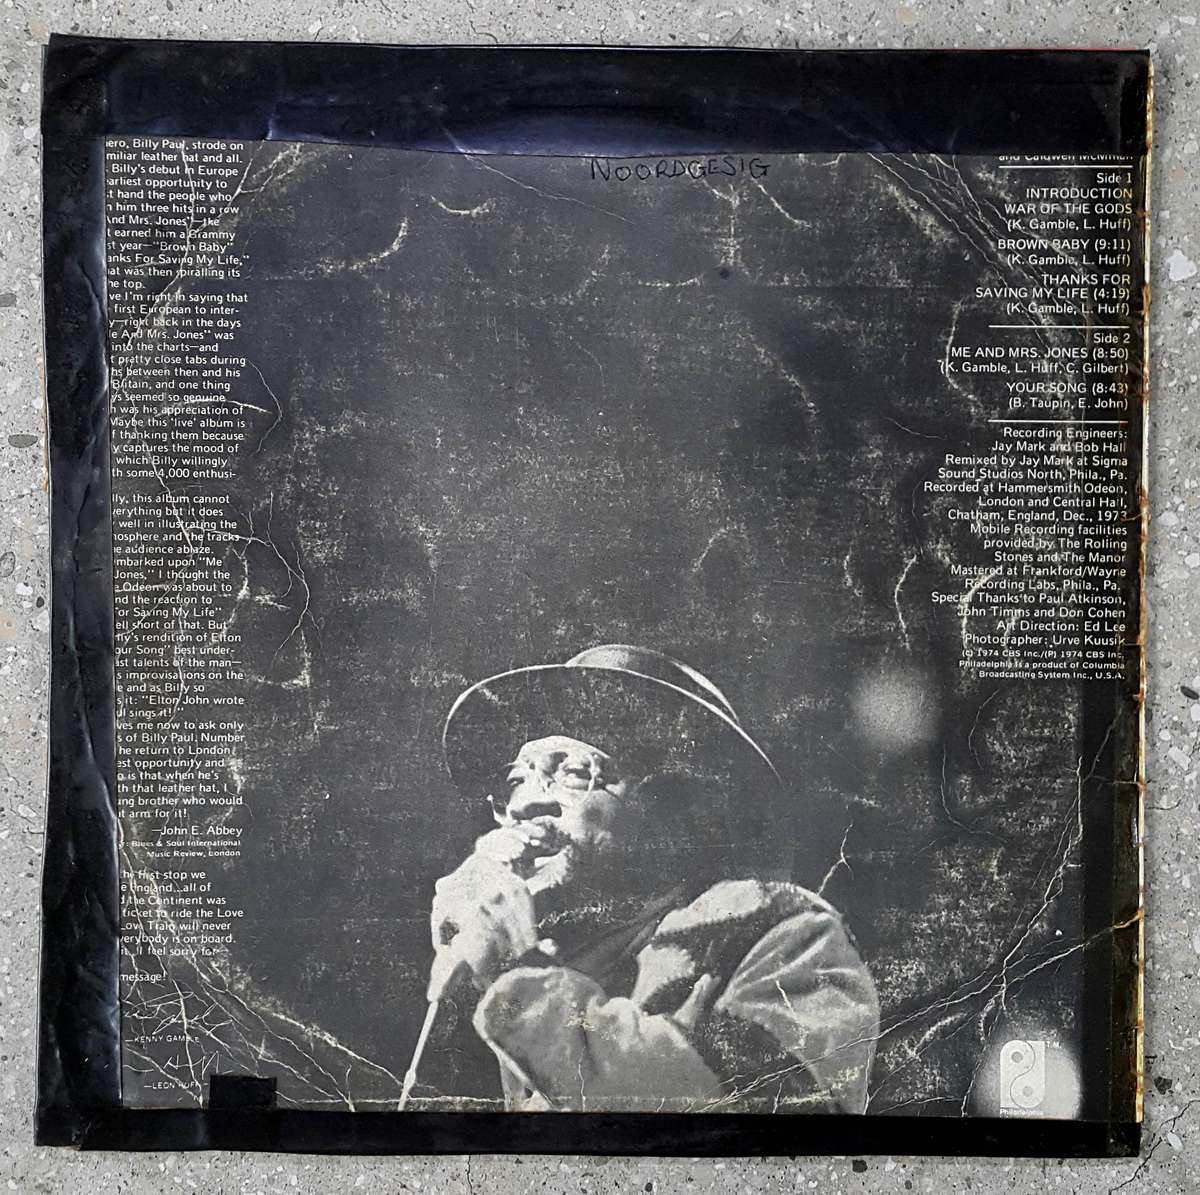 NOORDGESIG
ero, Billy Paul, strode on
miliar leather hat and all.
Billy's debut in Europe
arliest opportunity to
t hand the people who
him three hits in a row
And Mrs. Jones"—the
t earned him a Grammy
st year—"Brown Baby"
anks For Saving My Life,"
at was then spiralling its
he top.
ve I'm right in saying that
first European to inter-
y—right back in the days
e And Mrs. Jones" was
into the charts—and
t pretty close tabs during
hs between then and his
Britain, and one thing
ys seemed so genuine
h was his appreciation of
Maybe this 'live' album is
f thanking them because
y captures the mood of
which Billy willingly
th some 4,000 enthusi-
lly, this album cannot
verything but it does
well in illustrating the
nosphere and the tracks
e audience ablaze.
embarked upon "Me
Jones," I thought the
e Odeon was about to
nd the reaction to
For Saving My Life"
ell short of that. But
lly's rendition of Elton
our Song" best under-
ast talents of the man—
s improvisations on the
e and as Billy so
s it: "Elton John wrote
ul sings it!"
ves me now to ask only
s of Billy Paul. Number
he return to London
est opportunity and
o is that when he's
th that leather hat, I
ung brother who would
t arm for it!
—John E. Abbey
r: Blues & Soul International
Music Review, London
he first stop we
e England...all of
d the Continent was
ticket to ride the Love
Love Train will never
verybody is on board.
it. I feel sorry for
message!
—KENNY GAMBLE
—LEON HUFF
and Caldwell McMillan
Side 1
INTRODUCTION
WAR OF THE GODS
(K. Gamble, L. Huff)
BROWN BABY (9:11)
(K. Gamble, L. Huff)
THANKS FOR
SAVING MY LIFE (4:19)
(K. Gamble, L. Huff)
Side 2
ME AND MRS. JONES (8:50)
(K. Gamble, L. Huff, C. Gilbert)
YOUR SONG (8:43)
(B. Taupin, E. John)
Recording Engineers:
Jay Mark and Bob Hall
Remixed by Jay Mark at Sigma
Sound Studios North, Phila., Pa.
Recorded at Hammersmith Odeon,
London and Central Hall,
Chatham, England, Dec., 1973
Mobile Recording facilities
provided by The Rolling
Stones and The Manor
Mastered at Frankford/Wayne
Recording Labs, Phila., Pa.
Special Thanks to Paul Atkinson,
John Timms and Don Cohen
Art Direction: Ed Lee
Photographer: Urve Kuusik
(c) 1974 CBS Inc./(P) 1974 CBS Inc.
Philadelphia is a product of Columbia
Broadcasting System Inc., U.S.A.
T.M.
Philadelphia